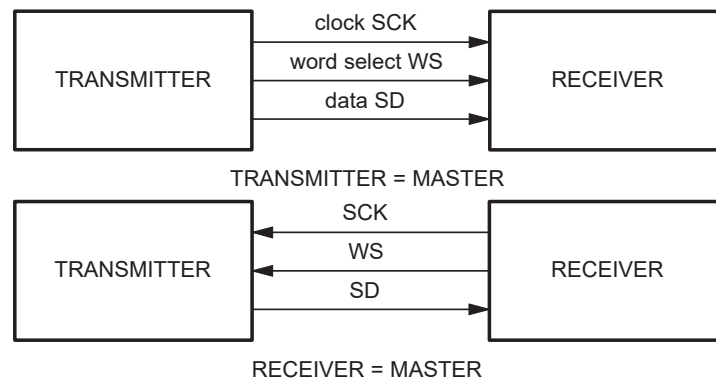 clock SCK
TRANSMITTER
word select WS
RECEIVER
data SD
TRANSMITTER = MASTER
SCK
TRANSMITTER
WS
RECEIVER
SD
RECEIVER = MASTER